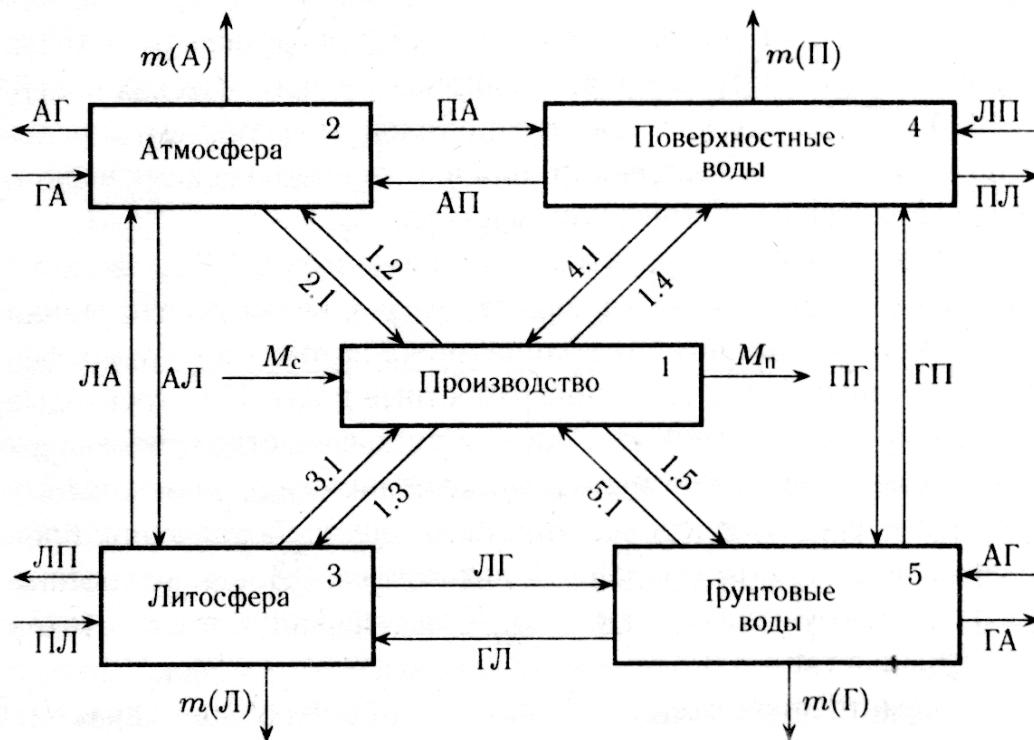 m(А)
m(П)
АГ
2
ПА
4
ЛП
Атмосфера
Поверхностные
воды
ГА
АП
ПЛ
1.2
2.1
4.1
1.4
ЛА
АЛ
Mс
Производство
1
Mп
ПГ
ГП
3.1
1.3
1.5
5.1
ЛП
3
ЛГ
5
АГ
Литосфера
Грунтовые
воды
ПЛ
ГЛ
ГА
m(Л)
m(Г)